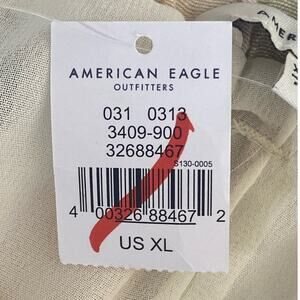 AMERICAN EAGLE
OUTFITTERS
031 0313
3409-900
32688467
S130-0005
4 00326 88467 2
US XL